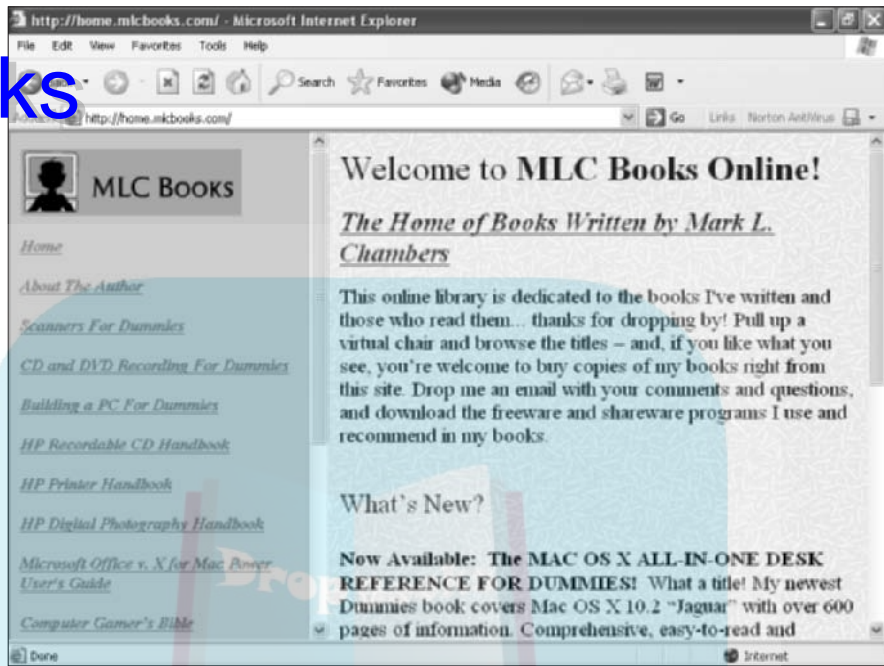 http://home.mlcbooks.com/ - Microsoft Internet Explorer
File Edit View Favorites Tools Help
ks
Search Favorites Media
http://home.mlcbooks.com/ Go Links Norton AntiVirus
MLC BOOKS
Home
About The Author
Scanners For Dummies
CD and DVD Recording For Dummies
Building a PC For Dummies
HP Recordable CD Handbook
HP Printer Handbook
HP Digital Photography Handbook
Microsoft Office v. X for Mac Power
User's Guide
Computer Gamer's Bible
Welcome to MLC Books Online!
The Home of Books Written by Mark L.
Chambers
This online library is dedicated to the books I've written and
those who read them... thanks for dropping by! Pull up a
virtual chair and browse the titles – and, if you like what you
see, you're welcome to buy copies of my books right from
this site. Drop me an email with your comments and questions,
and download the freeware and shareware programs I use and
recommend in my books.
What's New?
Now Available: The MAC OS X ALL-IN-ONE DESK
REFERENCE FOR DUMMIES! What a title! My newest
Dummies book covers Mac OS X 10.2 "Jaguar" with over 600
pages of information. Comprehensive, easy-to-read and
Done Internet